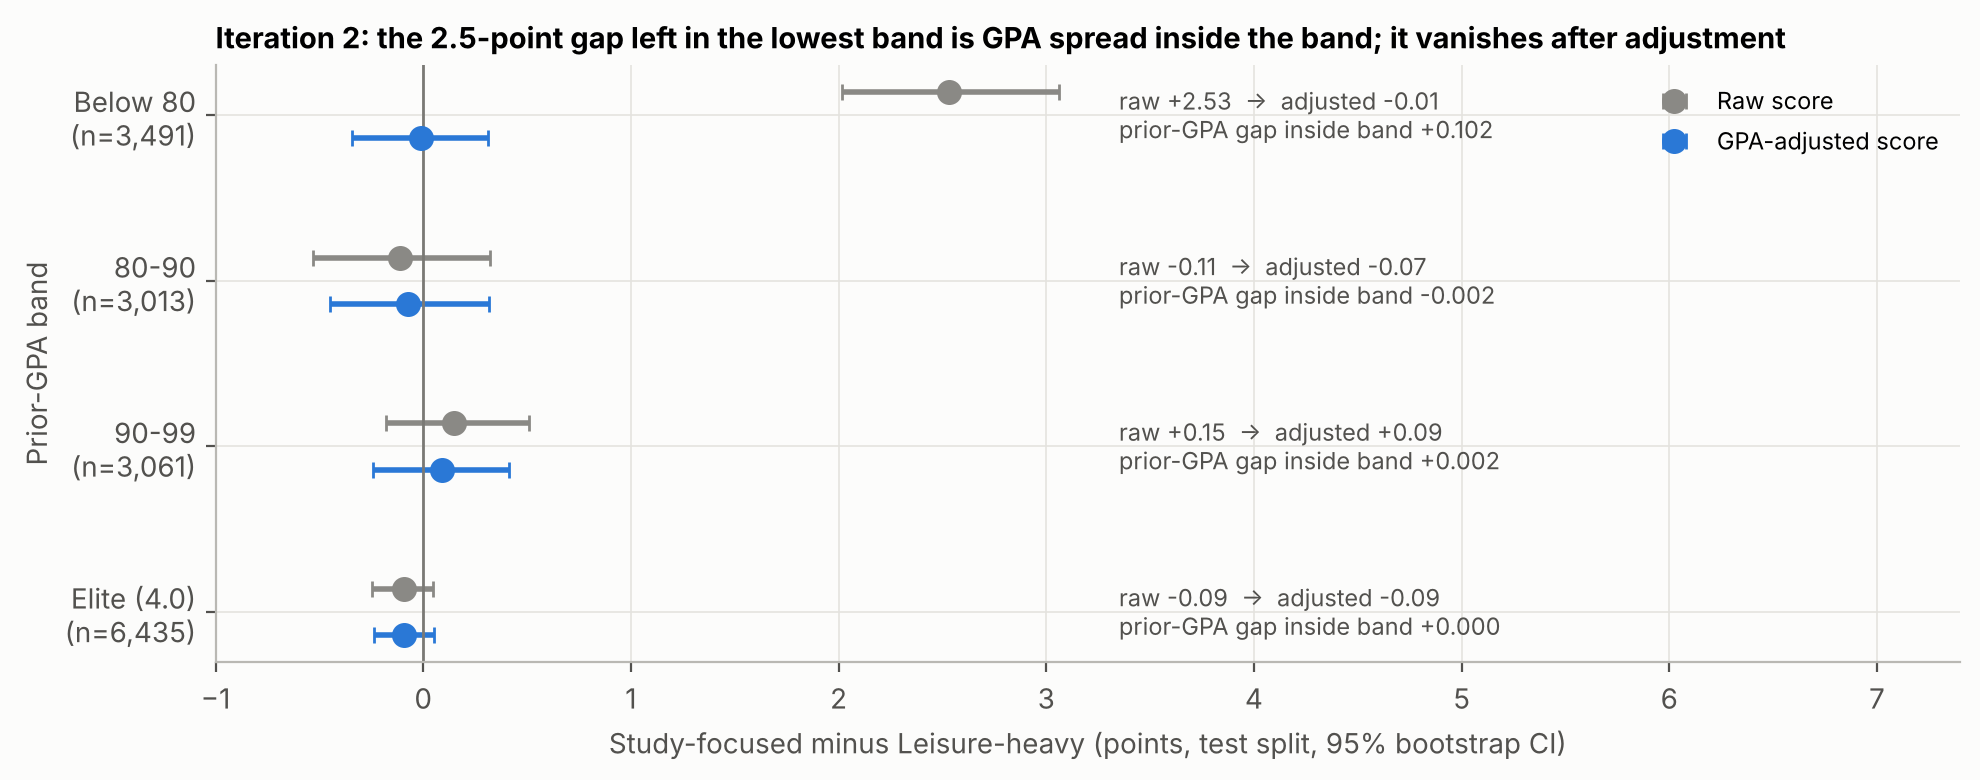 Iteration 2: the 2.5-point gap left in the lowest band is GPA spread inside the band; it vanishes after adjustment
Prior-GPA band
Below 80
(n=3,491)
raw +2.53 → adjusted -0.01
prior-GPA gap inside band +0.102
Raw score
GPA-adjusted score
80-90
(n=3,013)
raw -0.11 → adjusted -0.07
prior-GPA gap inside band -0.002
90-99
(n=3,061)
raw +0.15 → adjusted +0.09
prior-GPA gap inside band +0.002
Elite (4.0)
(n=6,435)
raw -0.09 → adjusted -0.09
prior-GPA gap inside band +0.000
−1 0 1 2 3 4 5 6 7
Study-focused minus Leisure-heavy (points, test split, 95% bootstrap CI)